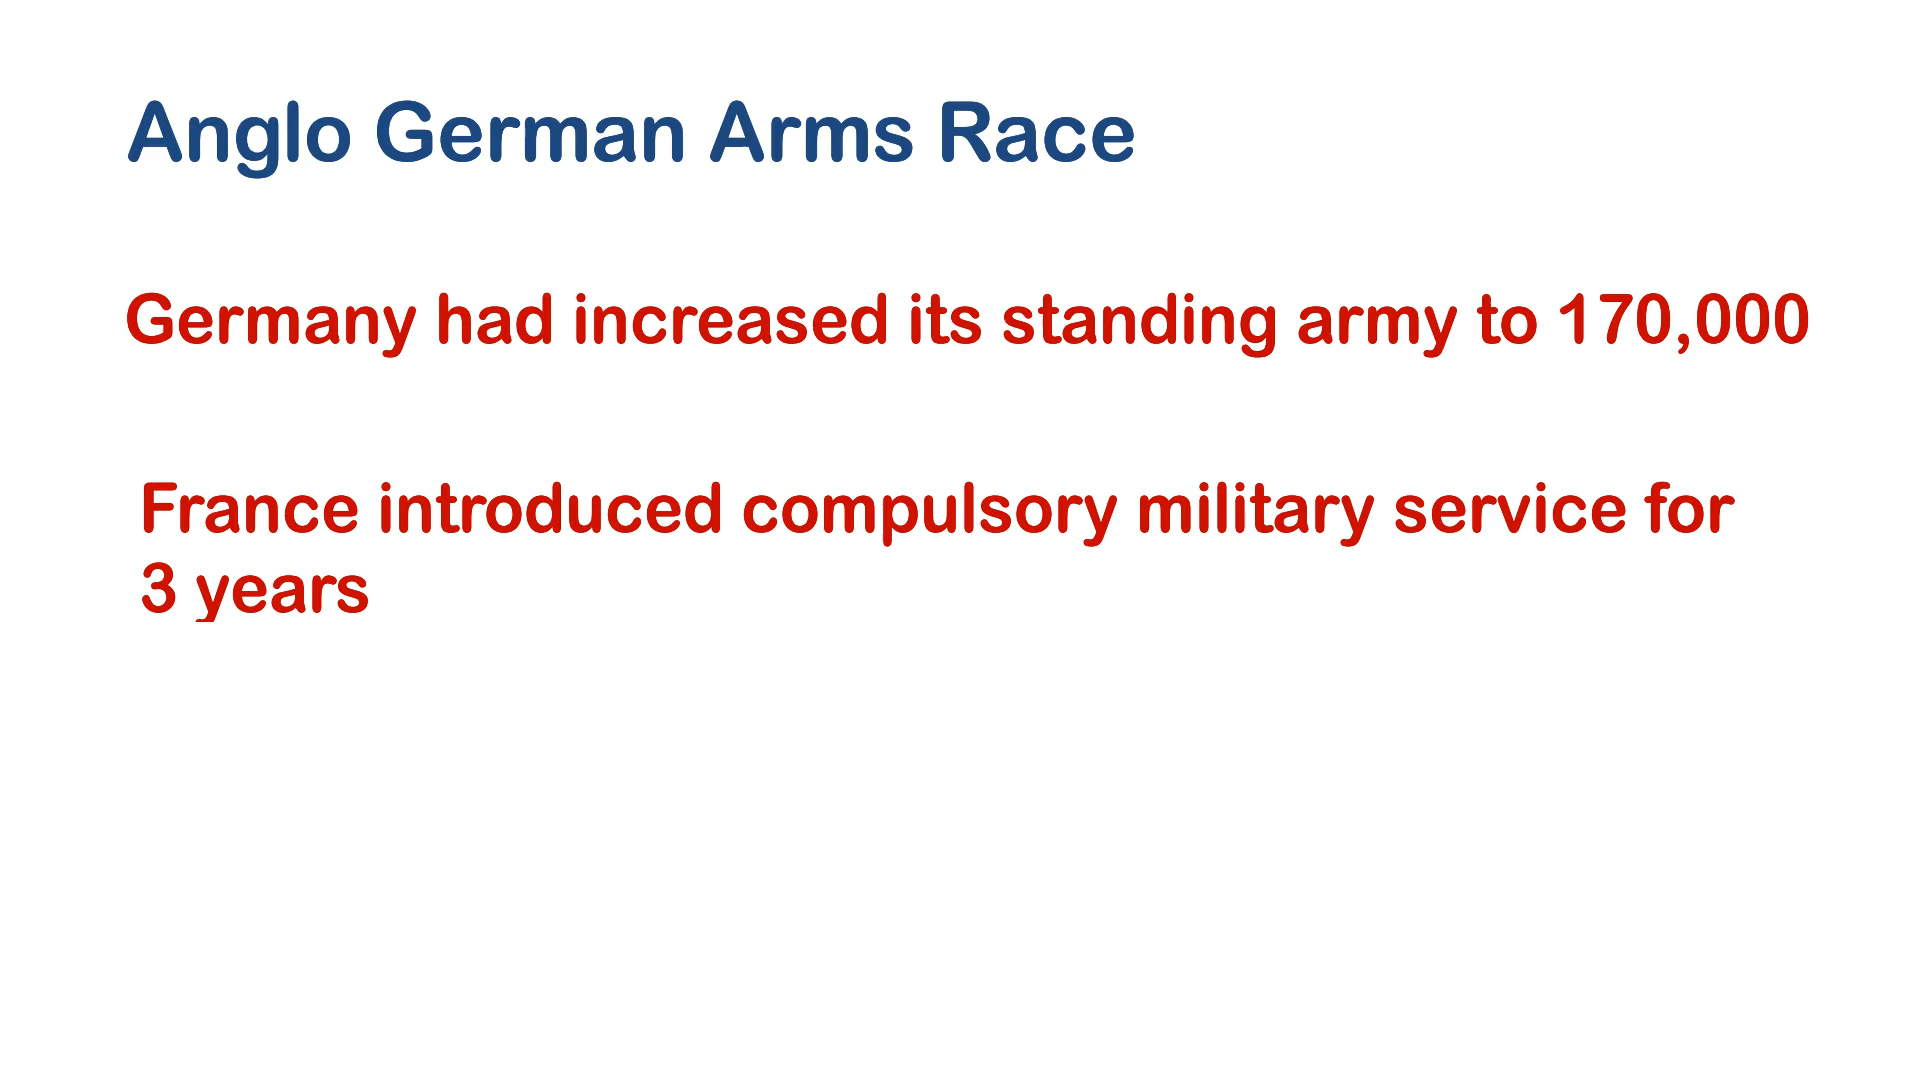 Anglo German Arms Race
Germany had increased its standing army to 170,000
France introduced compulsory military service for
3 years